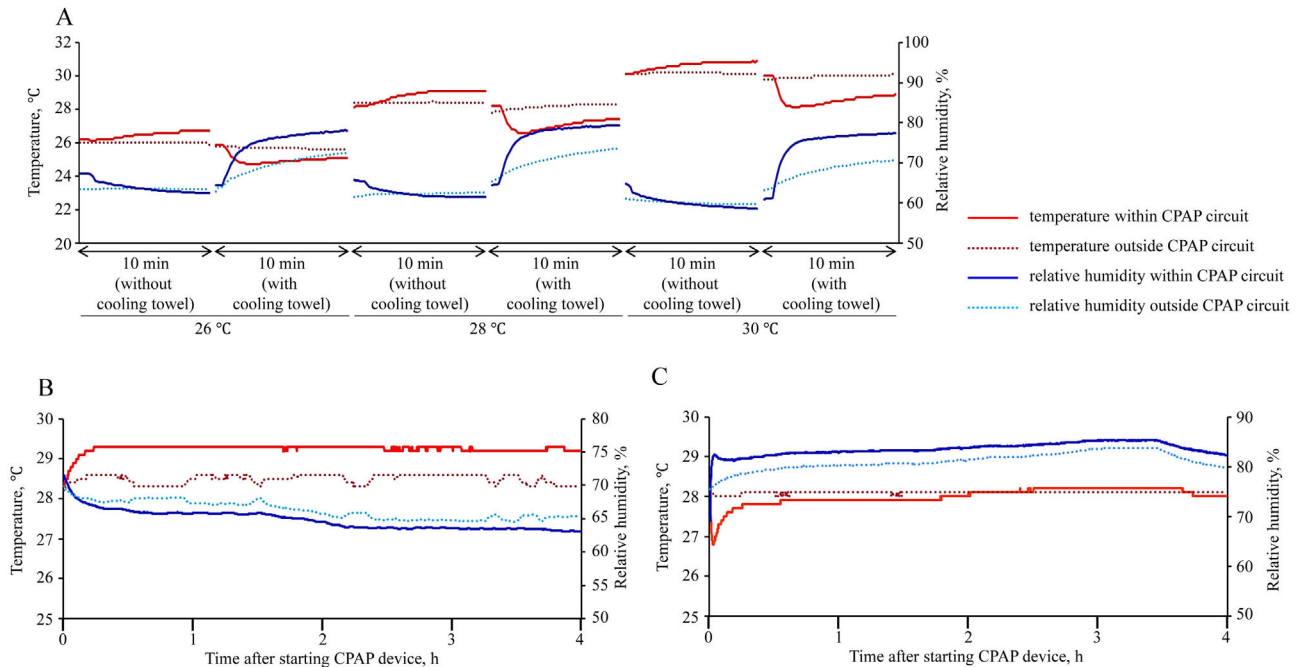 A
32
30
28
26
24
22
20
Temperature, °C
100
90
80
70
60
50
Relative humidity, %
10 min
(without
cooling towel)
10 min
(with
cooling towel)
10 min
(without
cooling towel)
10 min
(with
cooling towel)
10 min
(without
cooling towel)
10 min
(with
cooling towel)
26 ℃
28 ℃
30 ℃
temperature within CPAP circuit
temperature outside CPAP circuit
relative humidity within CPAP circuit
relative humidity outside CPAP circuit
B
30
29
28
27
26
25
Temperature, °C
80
75
70
65
60
55
50
Relative humidity, %
0 1 2 3 4
Time after starting CPAP device, h
C
30
29
28
27
26
25
Temperature, °C
90
80
70
60
50
Relative humidity, %
0 1 2 3 4
Time after starting CPAP device, h